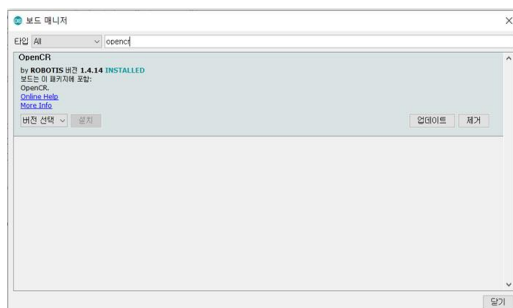 보드 매니저
타입 All opencr
OpenCR
by ROBOTIS 버전 1.4.14 INSTALLED
보드는 이 패키지에 포함:
OpenCR.
Online Help
More Info
버전 선택 설치 업데이트 제거
닫기